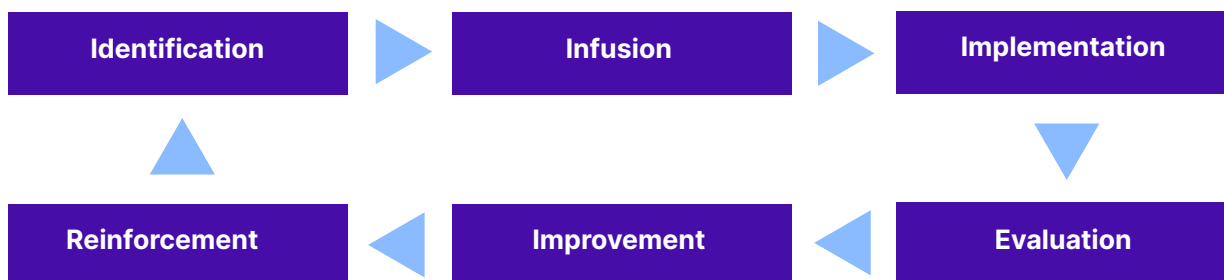 Identification
Infusion
Implementation
Reinforcement
Improvement
Evaluation